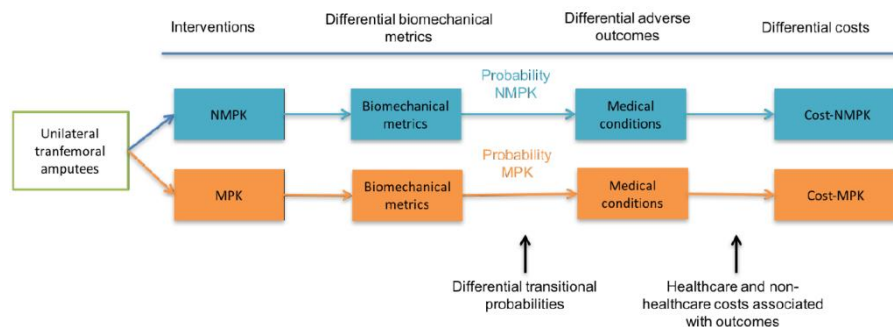 Interventions
Differential biomechanical
metrics
Differential adverse
outcomes
Differential costs
Probability
NMPK
NMPK
Biomechanical
metrics
Medical
conditions
Cost-NMPK
Unilateral
tranfemoral
amputees
Probability
MPK
MPK
Biomechanical
metrics
Medical
conditions
Cost-MPK
Differential transitional
probabilities
Healthcare and non-
healthcare costs associated
with outcomes